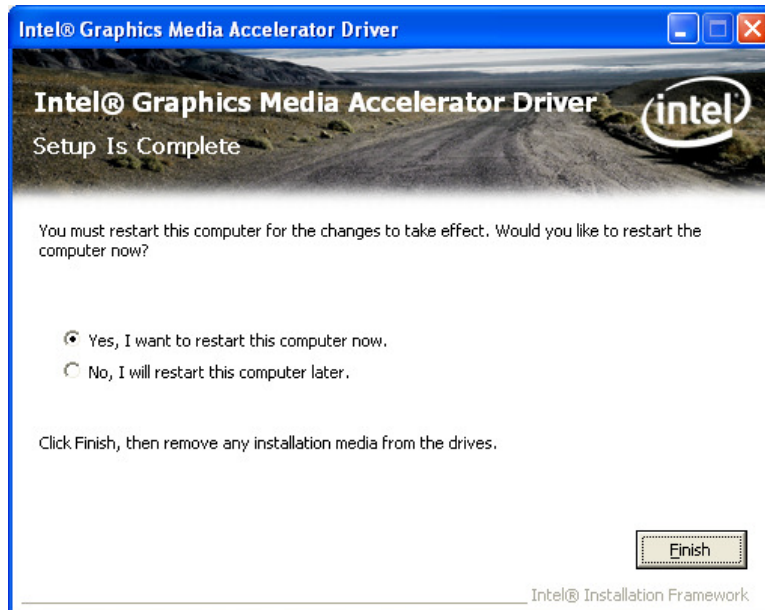 Intel® Graphics Media Accelerator Driver
Intel® Graphics Media Accelerator Driver
intel
Setup Is Complete
You must restart this computer for the changes to take effect. Would you like to restart the
computer now?
Yes, I want to restart this computer now.
No, I will restart this computer later.
Click Finish, then remove any installation media from the drives.
Finish
Intel® Installation Framework